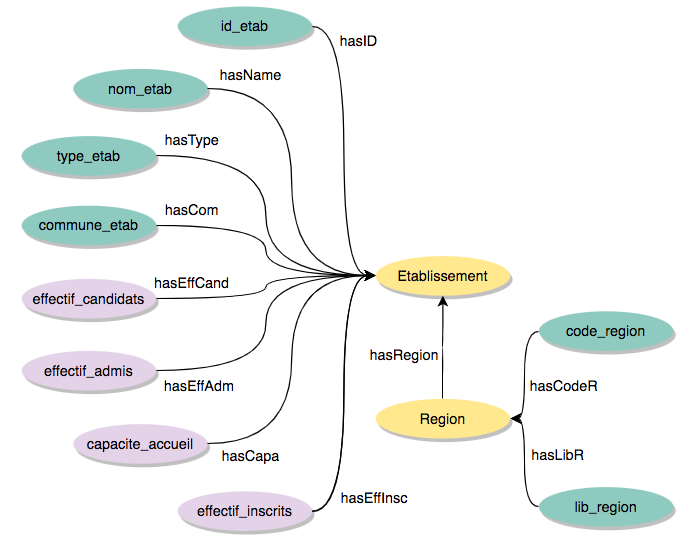 id_etab
hasID
nom_etab
hasName
type_etab
hasType
commune_etab
hasCom
effectif_candidats
hasEffCand
Etablissement
effectif_admis
hasEffAdm
hasRegion
code_region
hasCodeR
capacite_accueil
hasCapa
Region
hasLibR
effectif_inscrits
hasEffInsc
lib_region